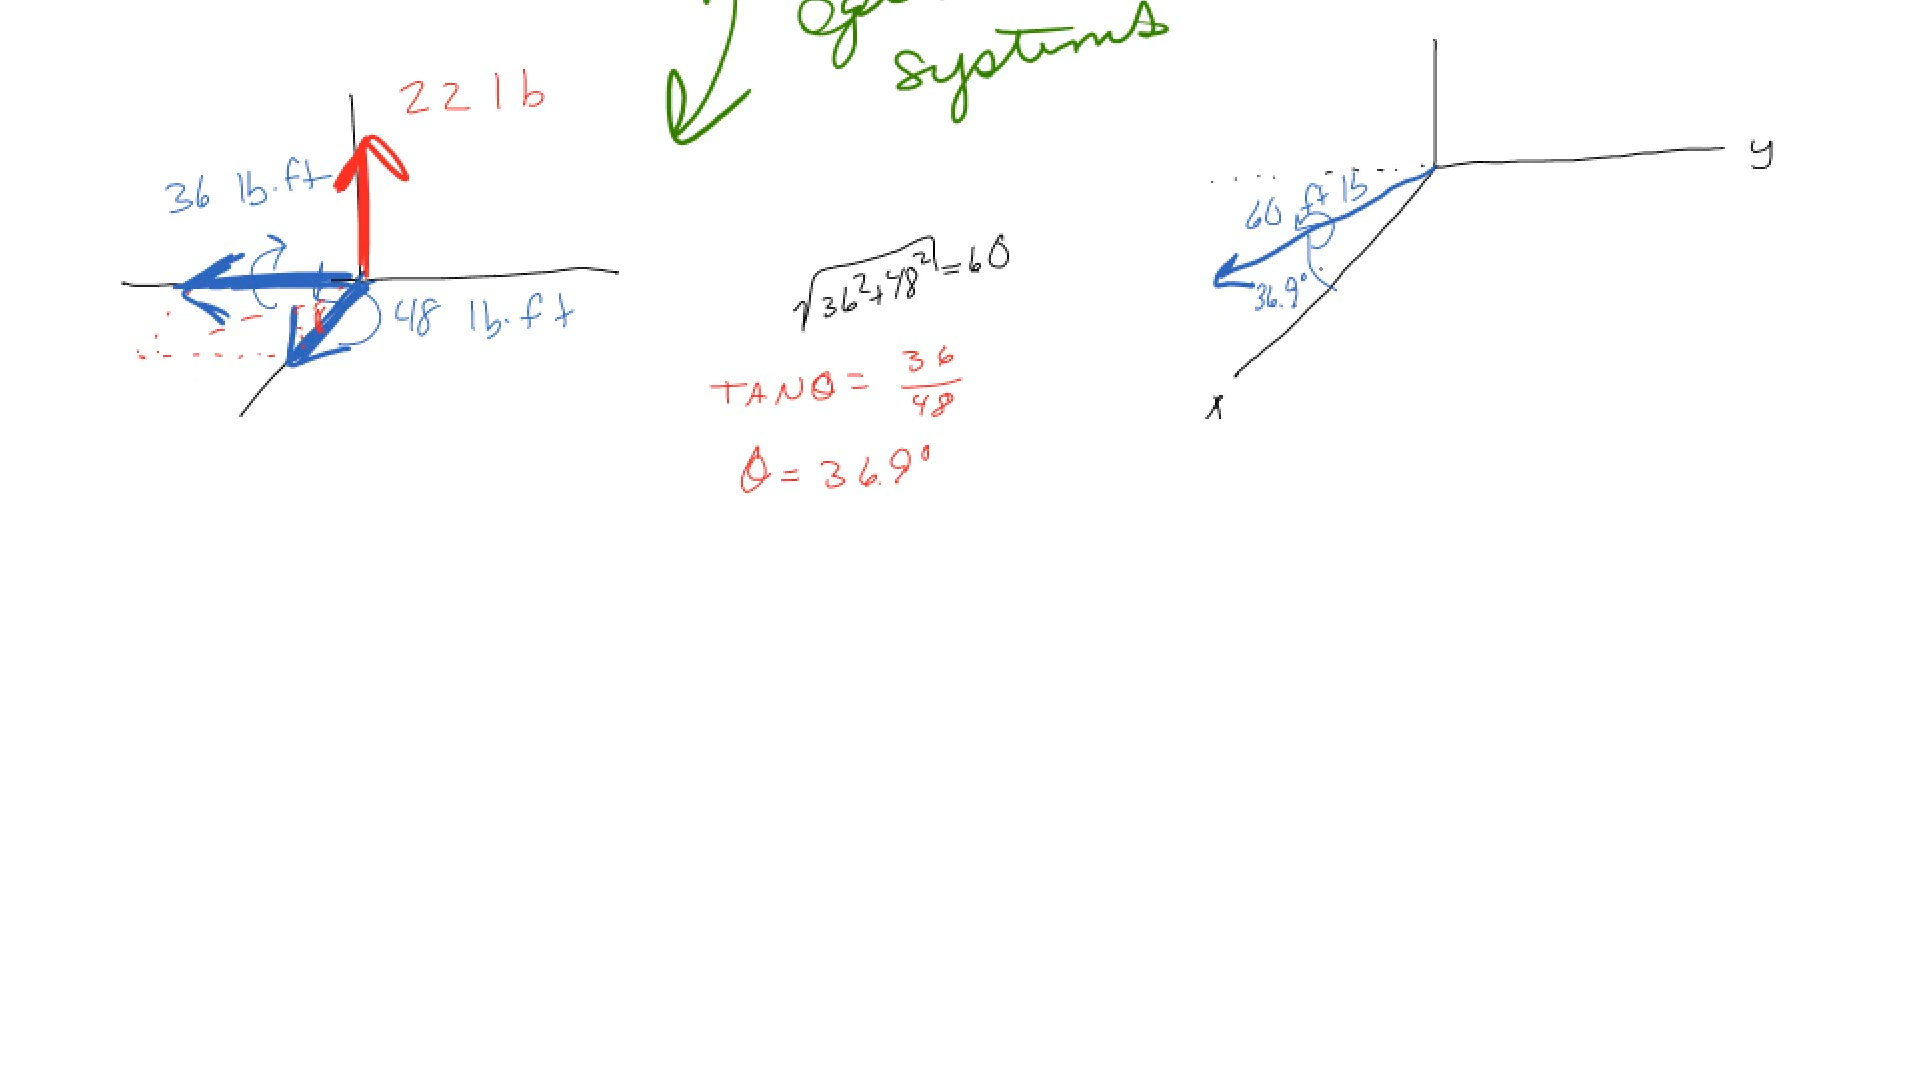 systems
22 lb
36 lb.ft
48 lb.ft
√36²+48² = 60
TANθ = 36/48
θ = 36.9°
y
60 ft lb
36.9°
x